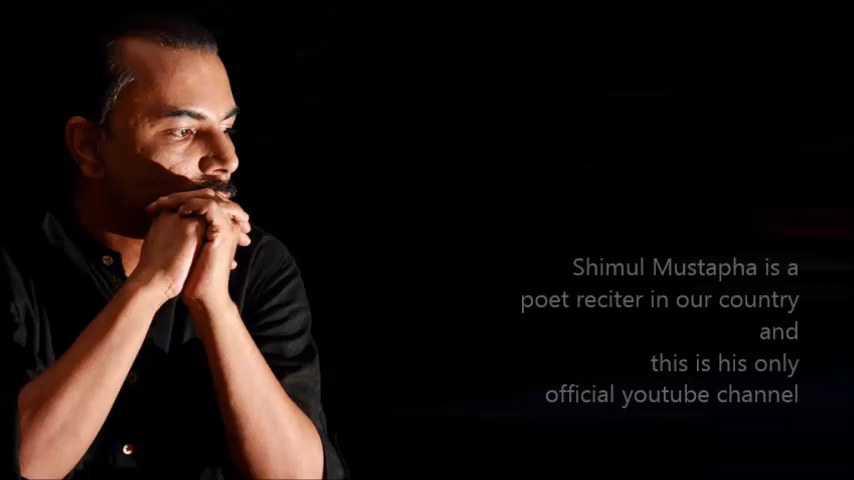 Shimul Mustapha is a
poet reciter in our country
and
this is his only
official youtube channel